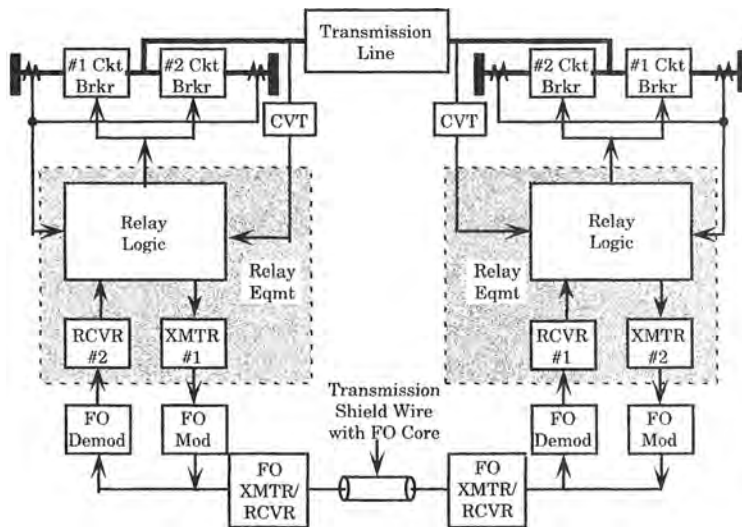 Transmission
Line
#1 Ckt
Brkr
#2 Ckt
Brkr
#2 Ckt
Brkr
#1 Ckt
Brkr
CVT
CVT
Relay
Logic
Relay
Logic
Relay
Eqmt
Relay
Eqmt
RCVR
#2
XMTR
#1
RCVR
#1
XMTR
#2
Transmission
Shield Wire
with FO Core
FO
Demod
FO
Mod
FO
Demod
FO
Mod
FO
XMTR/
RCVR
FO
XMTR/
RCVR